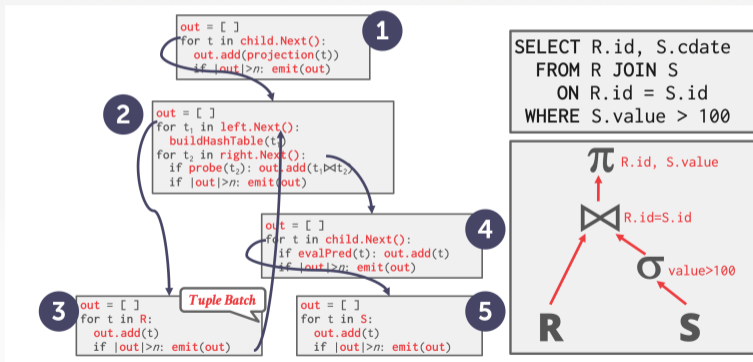 1
out = [ ]
for t in child.Next():
out.add(projection(t))
if |out|>n: emit(out)
2
out = [ ]
for t₁ in left.Next():
buildHashTable(t₁)
for t₂ in right.Next():
if probe(t₂): out.add(t₁⨝t₂)
if |out|>n: emit(out)
4
out = [ ]
for t in child.Next():
if evalPred(t): out.add(t)
if |out|>n: emit(out)
3
out = [ ]
for t in R:
out.add(t)
if |out|>n: emit(out)
Tuple Batch
5
out = [ ]
for t in S:
out.add(t)
if |out|>n: emit(out)
SELECT R.id, S.cdate
FROM R JOIN S
ON R.id = S.id
WHERE S.value > 100
π R.id, S.value
⨝ R.id=S.id
σ value>100
R S